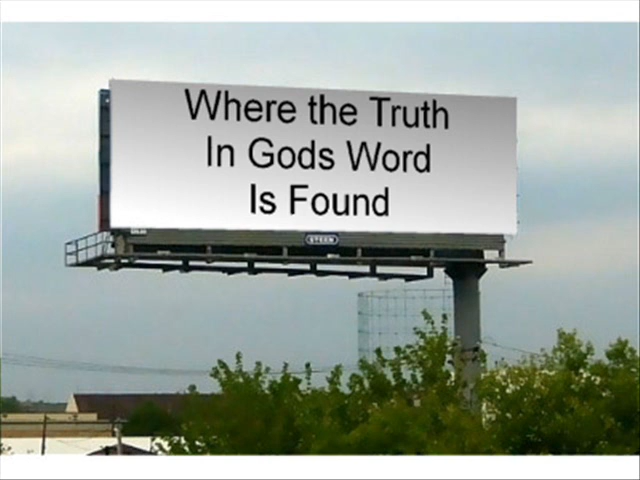 Where the Truth
In Gods Word
Is Found
STEEN